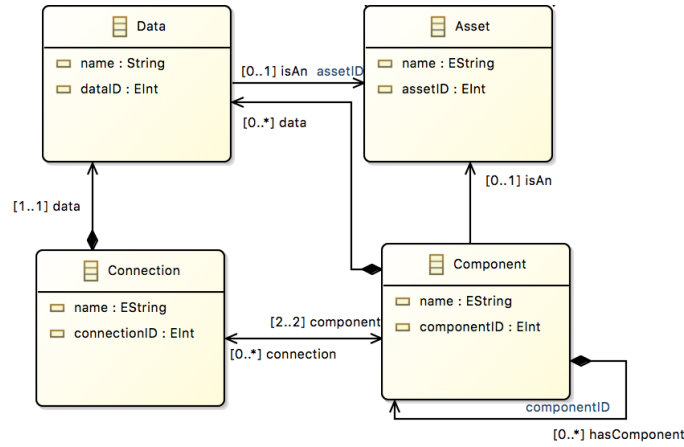 Data
Asset
name : String
dataID : EInt
name : EString
assetID : EInt
[0..1] isAn assetID
[0..*] data
[0..1] isAn
[1..1] data
Connection
Component
name : EString
connectionID : EInt
name : EString
componentID : EInt
[2..2] component
[0..*] connection
componentID
[0..*] hasComponent